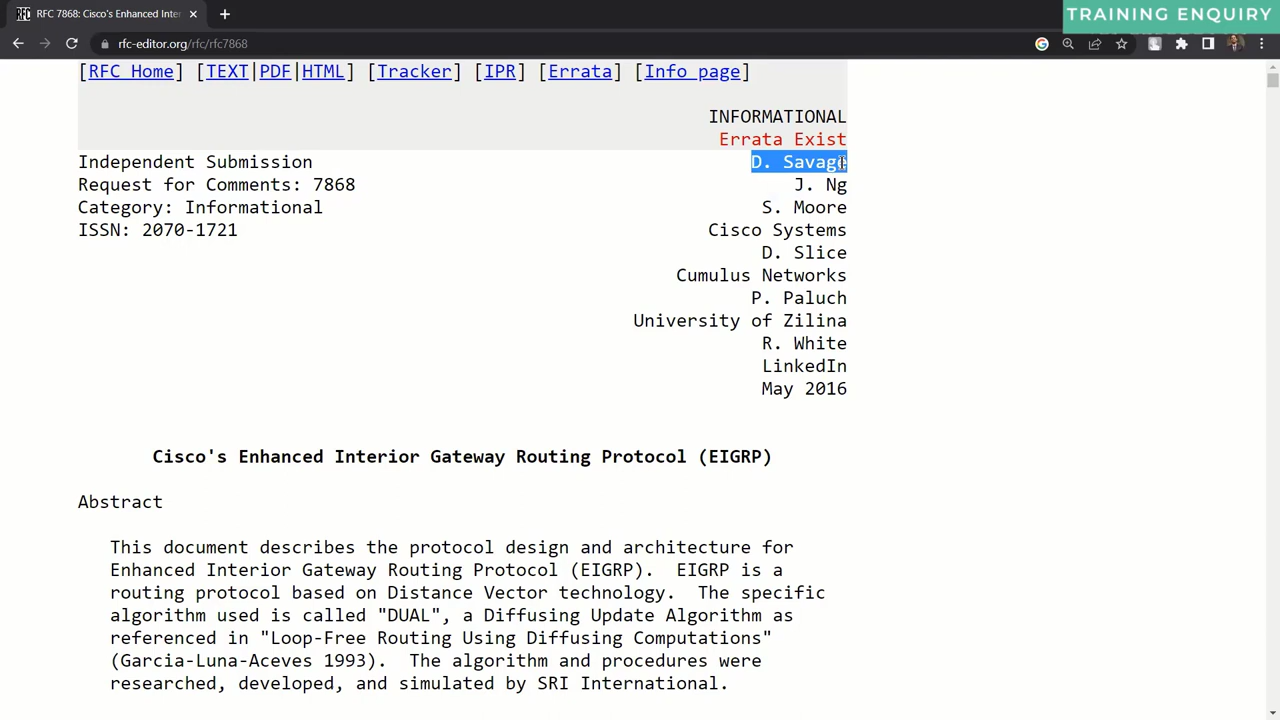 RFC 7868: Cisco's Enhanced Inter
TRAINING ENQUIRY
rfc-editor.org/rfc/rfc7868
[RFC Home] [TEXT|PDF|HTML] [Tracker] [IPR] [Errata] [Info page]
INFORMATIONAL
Errata Exist
Independent Submission D. Savage
Request for Comments: 7868 J. Ng
Category: Informational S. Moore
ISSN: 2070-1721 Cisco Systems
D. Slice
Cumulus Networks
P. Paluch
University of Zilina
R. White
LinkedIn
May 2016
Cisco's Enhanced Interior Gateway Routing Protocol (EIGRP)
Abstract
This document describes the protocol design and architecture for
Enhanced Interior Gateway Routing Protocol (EIGRP). EIGRP is a
routing protocol based on Distance Vector technology. The specific
algorithm used is called "DUAL", a Diffusing Update Algorithm as
referenced in "Loop-Free Routing Using Diffusing Computations"
(Garcia-Luna-Aceves 1993). The algorithm and procedures were
researched, developed, and simulated by SRI International.